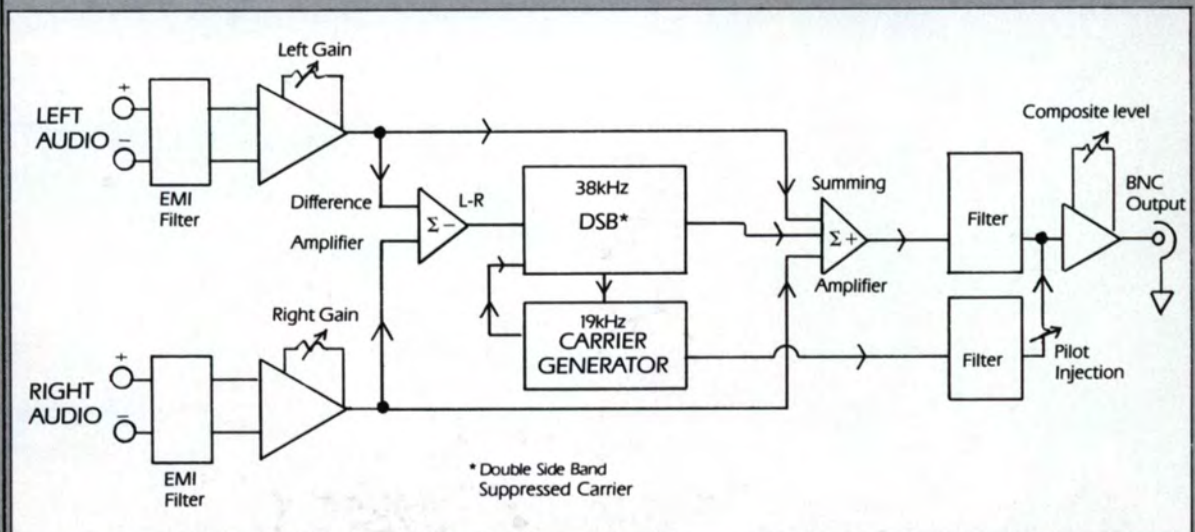 Left Gain
+
LEFT
AUDIO
−
EMI
Filter
Difference
Amplifier
L-R
Σ −
38kHz
DSB*
19kHz
CARRIER
GENERATOR
Summing
Σ +
Amplifier
Filter
Composite level
BNC
Output
Filter
Pilot
Injection
Right Gain
+
RIGHT
AUDIO
−
EMI
Filter
* Double Side Band
Suppressed Carrier